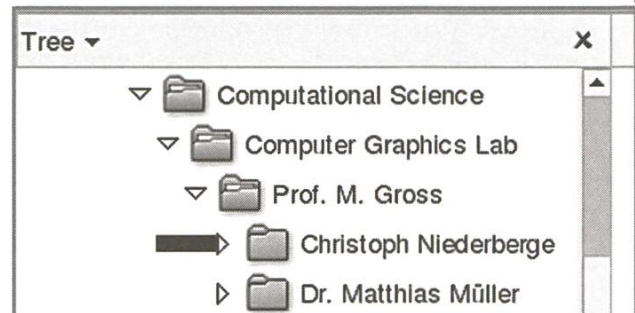 Tree
Computational Science
Computer Graphics Lab
Prof. M. Gross
Christoph Niederberge
Dr. Matthias Müller